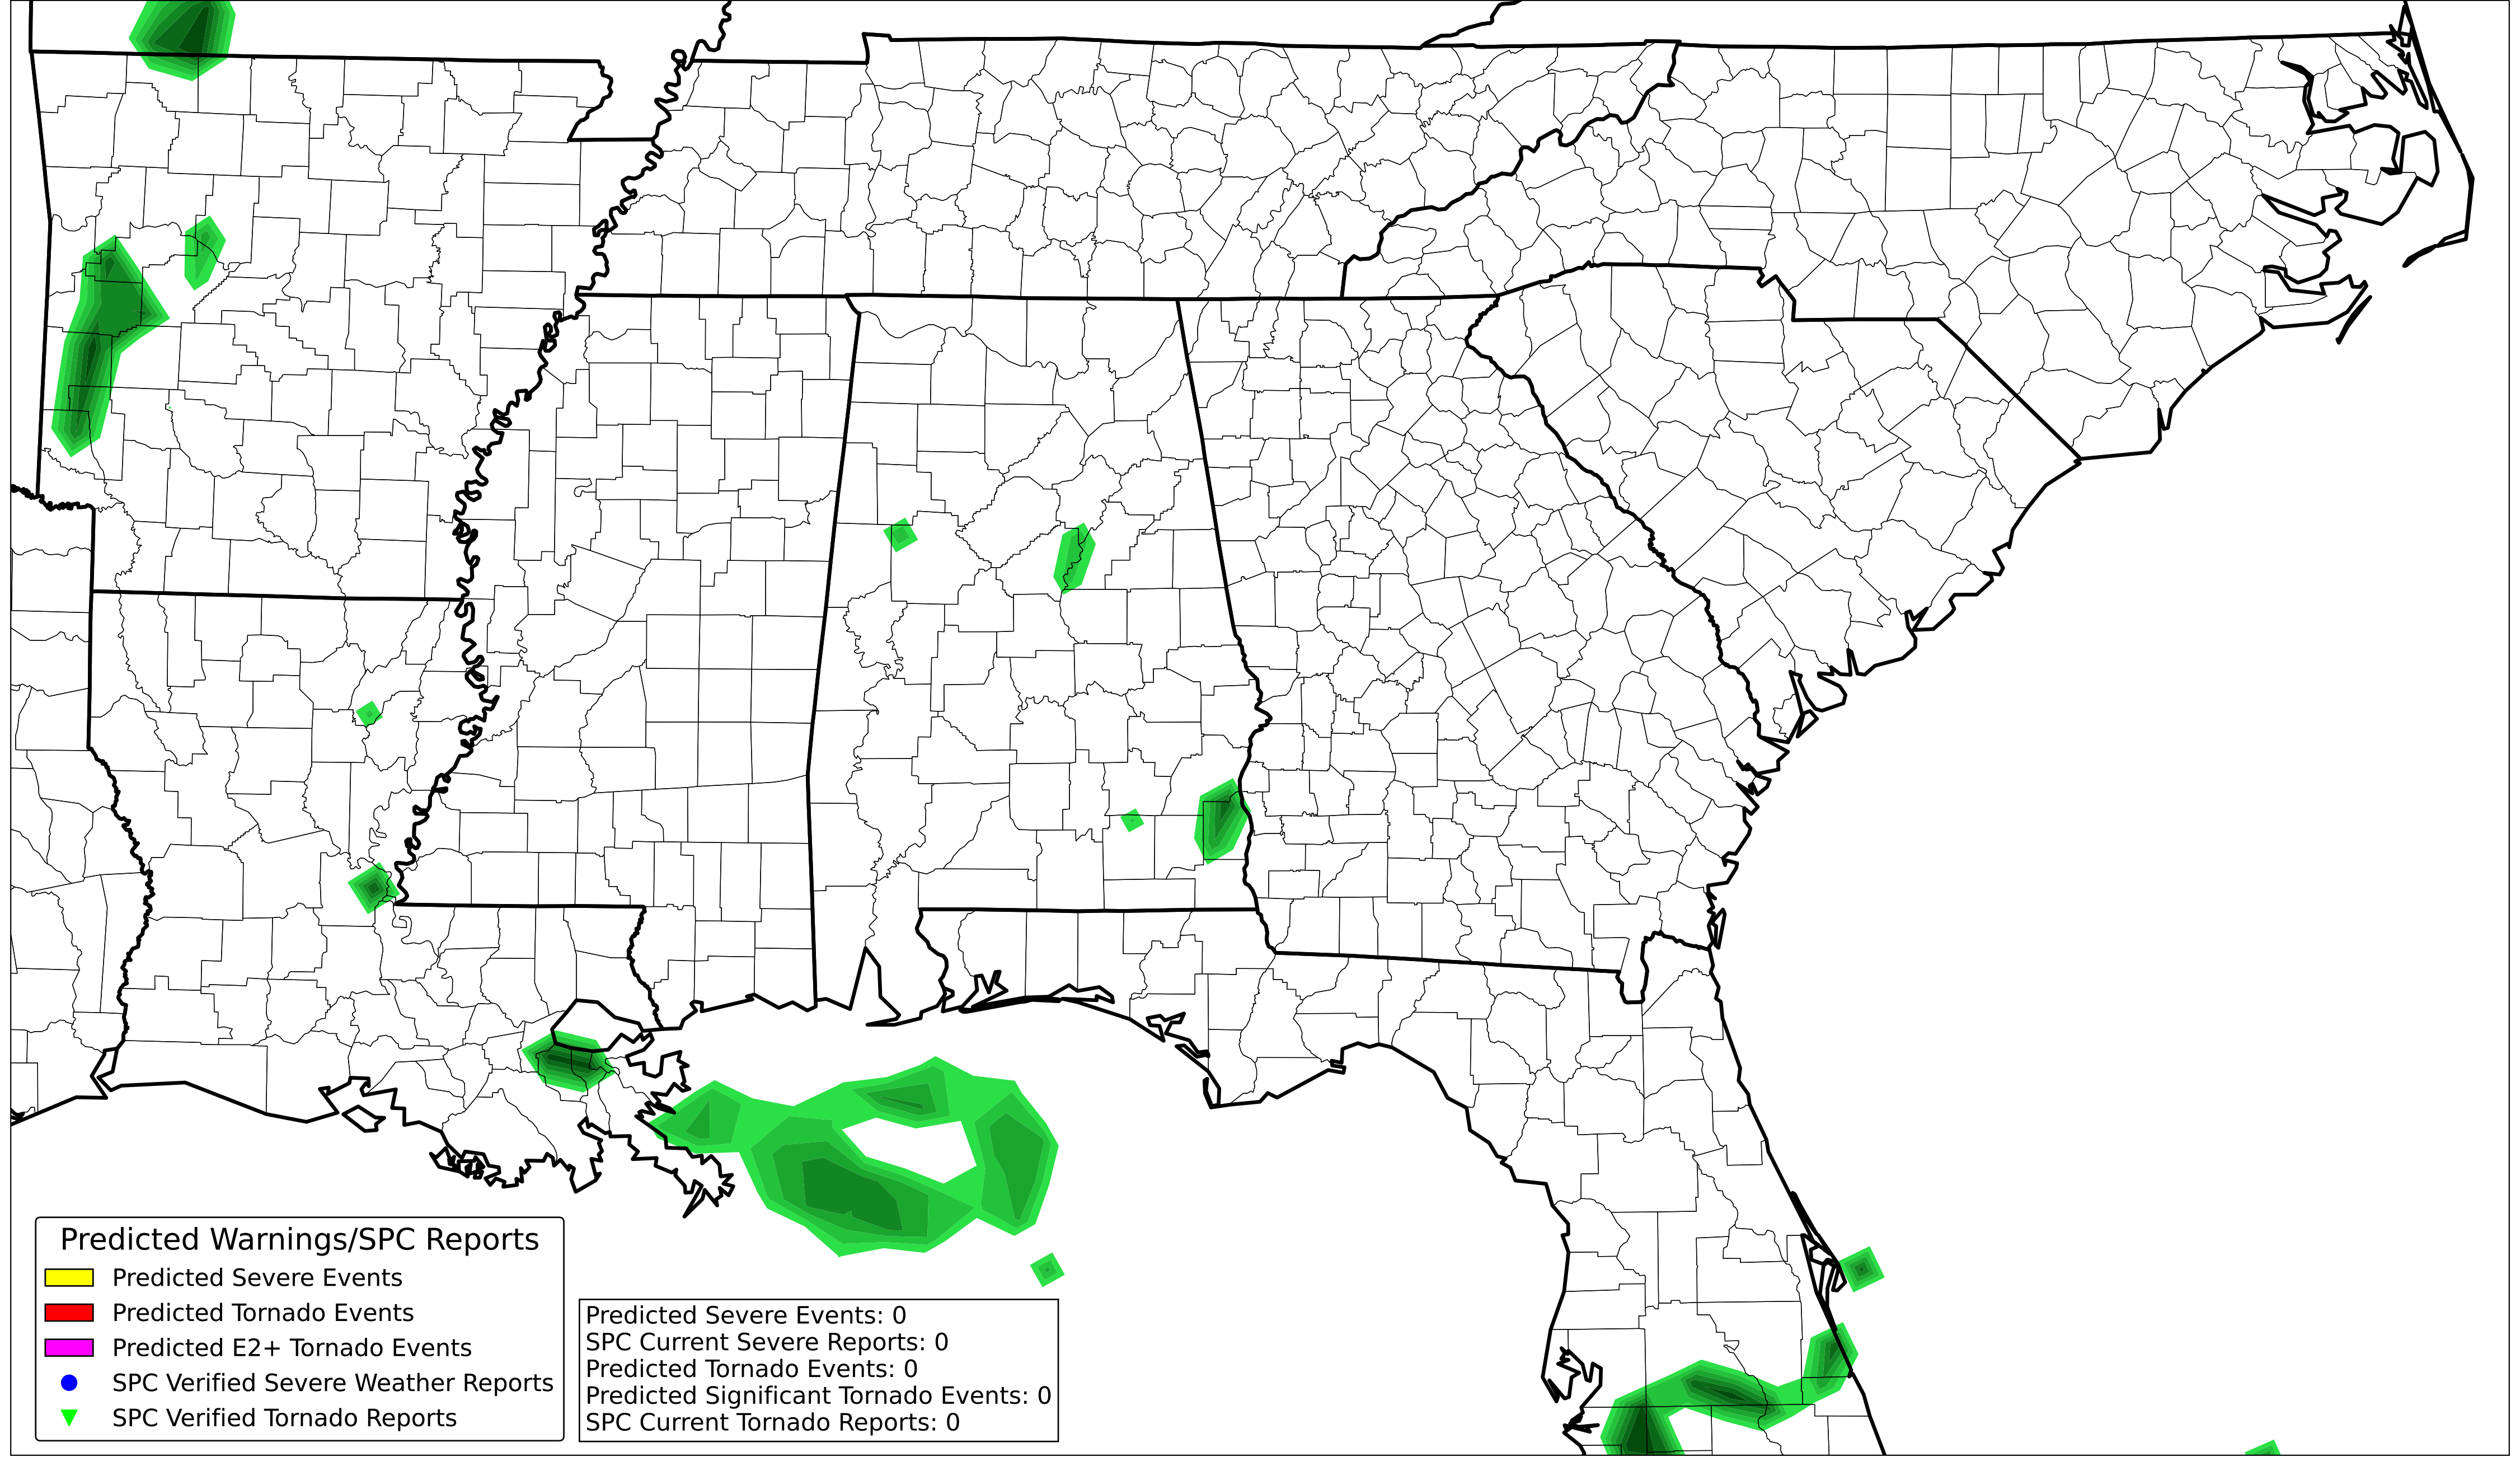 Predicted Warnings/SPC Reports
Predicted Severe Events
Predicted Tornado Events
Predicted E2+ Tornado Events
SPC Verified Severe Weather Reports
SPC Verified Tornado Reports
Predicted Severe Events: 0
SPC Current Severe Reports: 0
Predicted Tornado Events: 0
Predicted Significant Tornado Events: 0
SPC Current Tornado Reports: 0